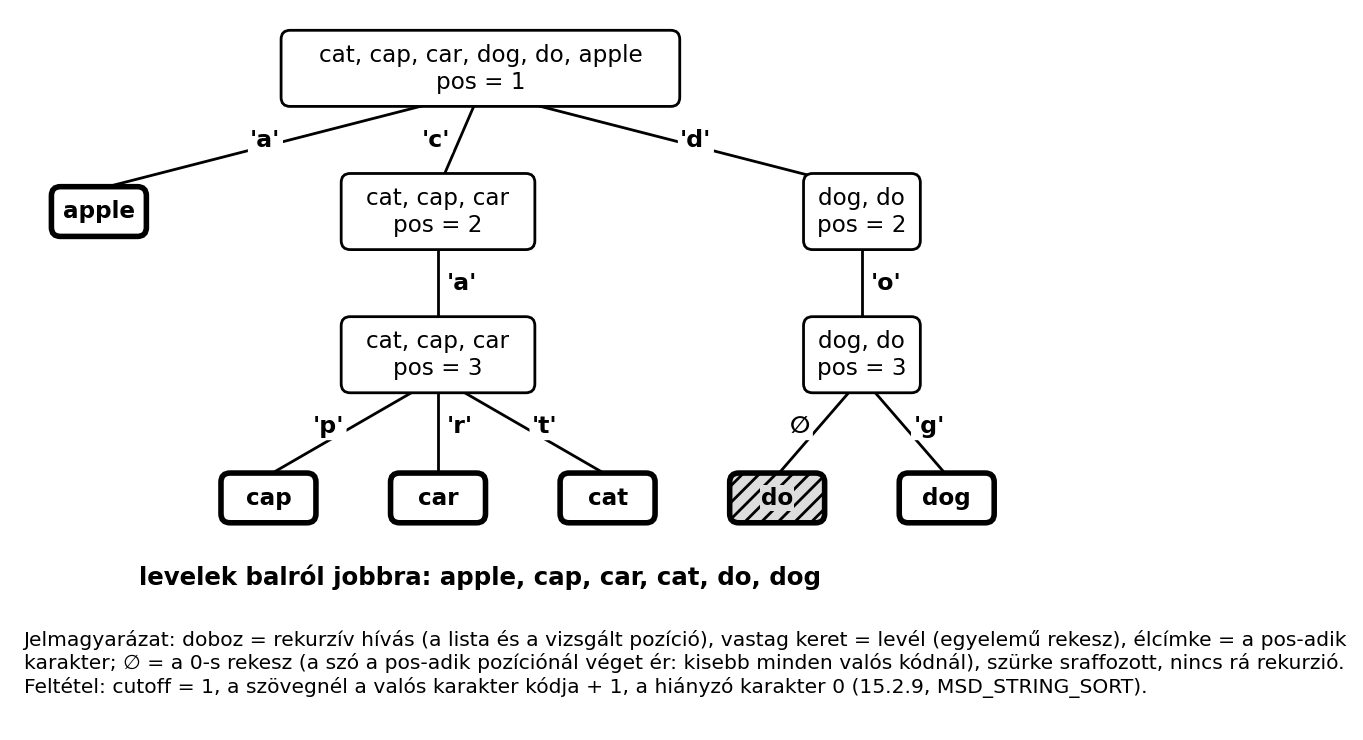 cat, cap, car, dog, do, apple
pos = 1
'a'
'c'
'd'
apple
cat, cap, car
pos = 2
dog, do
pos = 2
'a'
'o'
cat, cap, car
pos = 3
dog, do
pos = 3
'p'
'r'
't'
∅
'g'
cap
car
cat
do
dog
levelek balról jobbra: apple, cap, car, cat, do, dog
Jelmagyarázat: doboz = rekurzív hívás (a lista és a vizsgált pozíció), vastag keret = levél (egyelemű rekesz), élcímke = a pos-adik
karakter; ∅ = a 0-s rekesz (a szó a pos-adik pozíciónál véget ér: kisebb minden valós kódnál), szürke sraffozott, nincs rá rekurzió.
Feltétel: cutoff = 1, a szövegnél a valós karakter kódja + 1, a hiányzó karakter 0 (15.2.9, MSD_STRING_SORT).